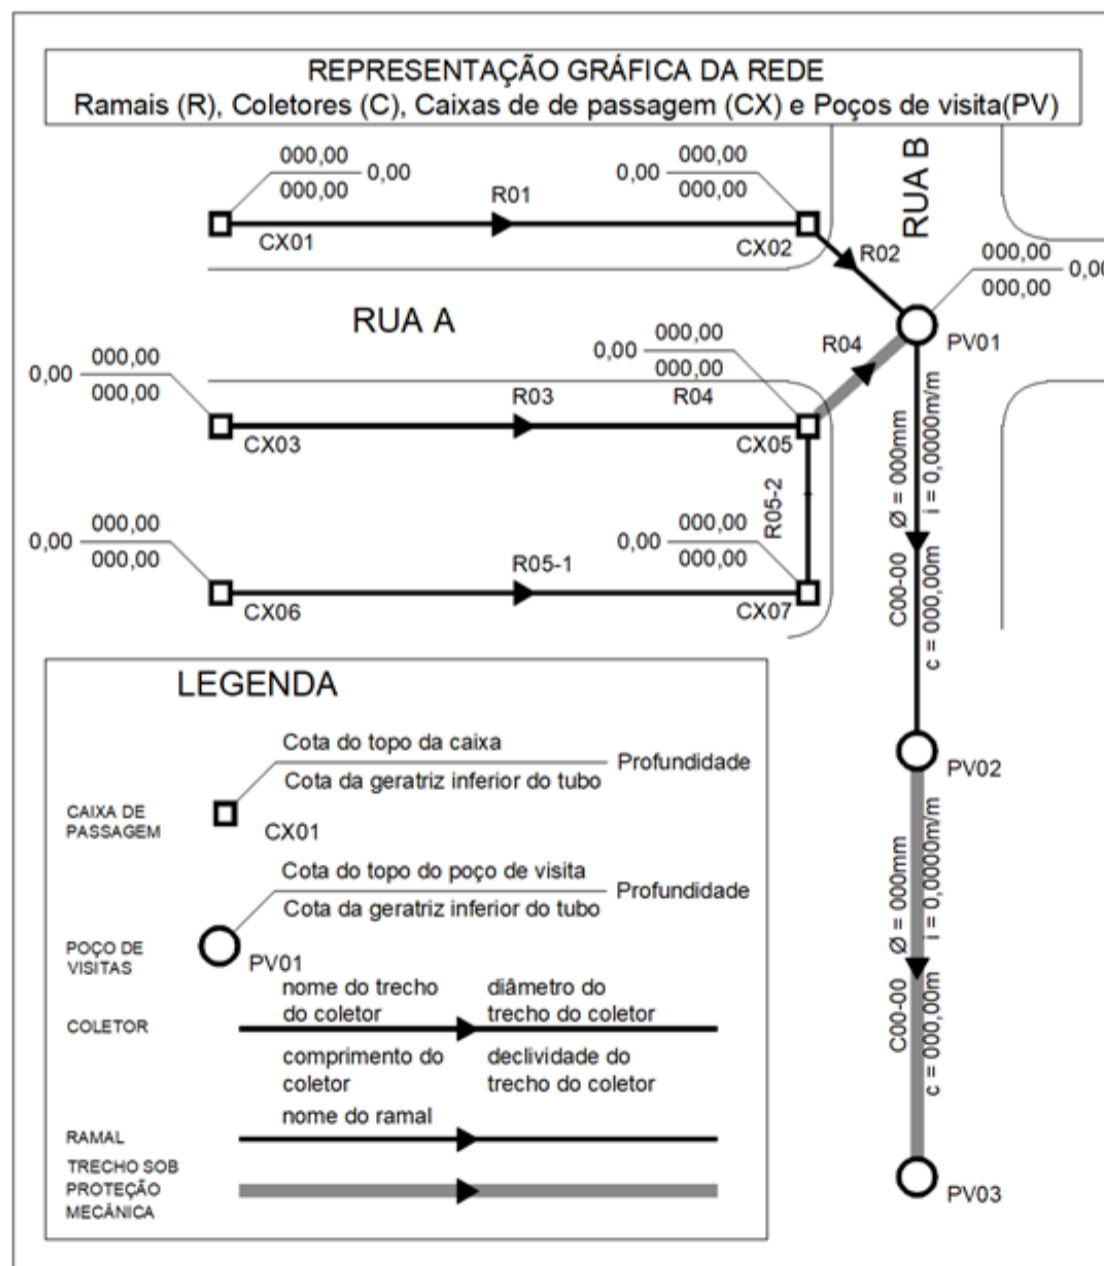 REPRESENTAÇÃO GRÁFICA DA REDE
Ramais (R), Coletores (C), Caixas de de passagem (CX) e Poços de visita(PV)
RUA B
000,00
000,00
0,00
CX01
R01
0,00
000,00
000,00
CX02
R02
000,00
000,00
0,00
PV01
RUA A
0,00
000,00
000,00
CX03
R03
R04
0,00
000,00
000,00
CX05
R04
R05-2
0,00
000,00
000,00
CX06
R05-1
0,00
000,00
000,00
CX07
C00-00
Ø = 000mm
c = 000,00m
i = 0,0000m/m
PV02
C00-00
Ø = 000mm
c = 000,00m
i = 0,0000m/m
PV03
LEGENDA
CAIXA DE
PASSAGEM
Cota do topo da caixa
Cota da geratriz inferior do tubo
Profundidade
CX01
POÇO DE
VISITAS
Cota do topo do poço de visita
Cota da geratriz inferior do tubo
Profundidade
PV01
COLETOR
nome do trecho
do coletor
diâmetro do
trecho do coletor
comprimento do
coletor
declividade do
trecho do coletor
RAMAL
nome do ramal
TRECHO SOB
PROTEÇÃO
MECÂNICA